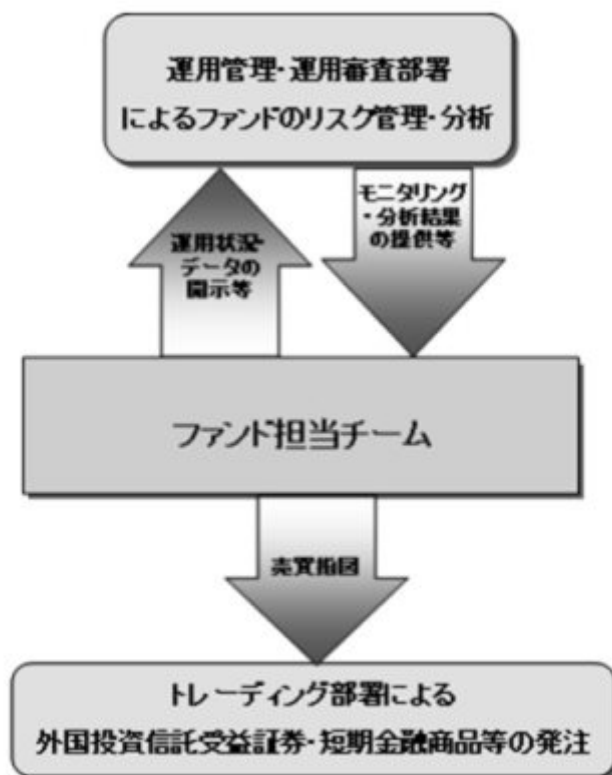 運用管理・運用審査部署
によるファンドのリスク管理・分析
運用状況・
データの
開示等
モニタリング
・分析結果
の提供等
ファンド担当チーム
売買指図
トレーディング部署による
外国投資信託受益証券・短期金融商品等の発注